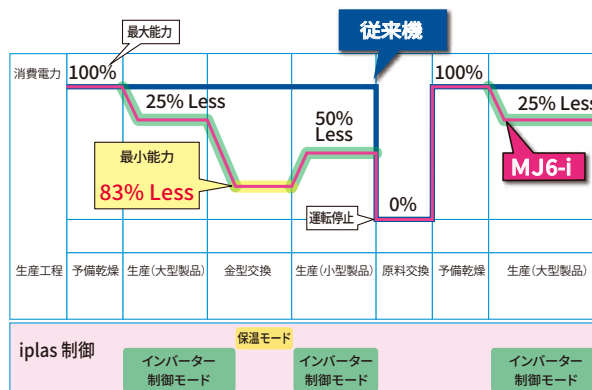 従来機
最大能力
消費電力
100%
100%
25% Less
50%
Less
25% Less
最小能力
83% Less
MJ6-i
0%
運転停止
生産工程
予備乾燥
生産(大型製品)
金型交換
生産(小型製品)
原料交換
予備乾燥
生産(大型製品)
iplas 制御
保温モード
インバーター
制御モード
インバーター
制御モード
インバーター
制御モード